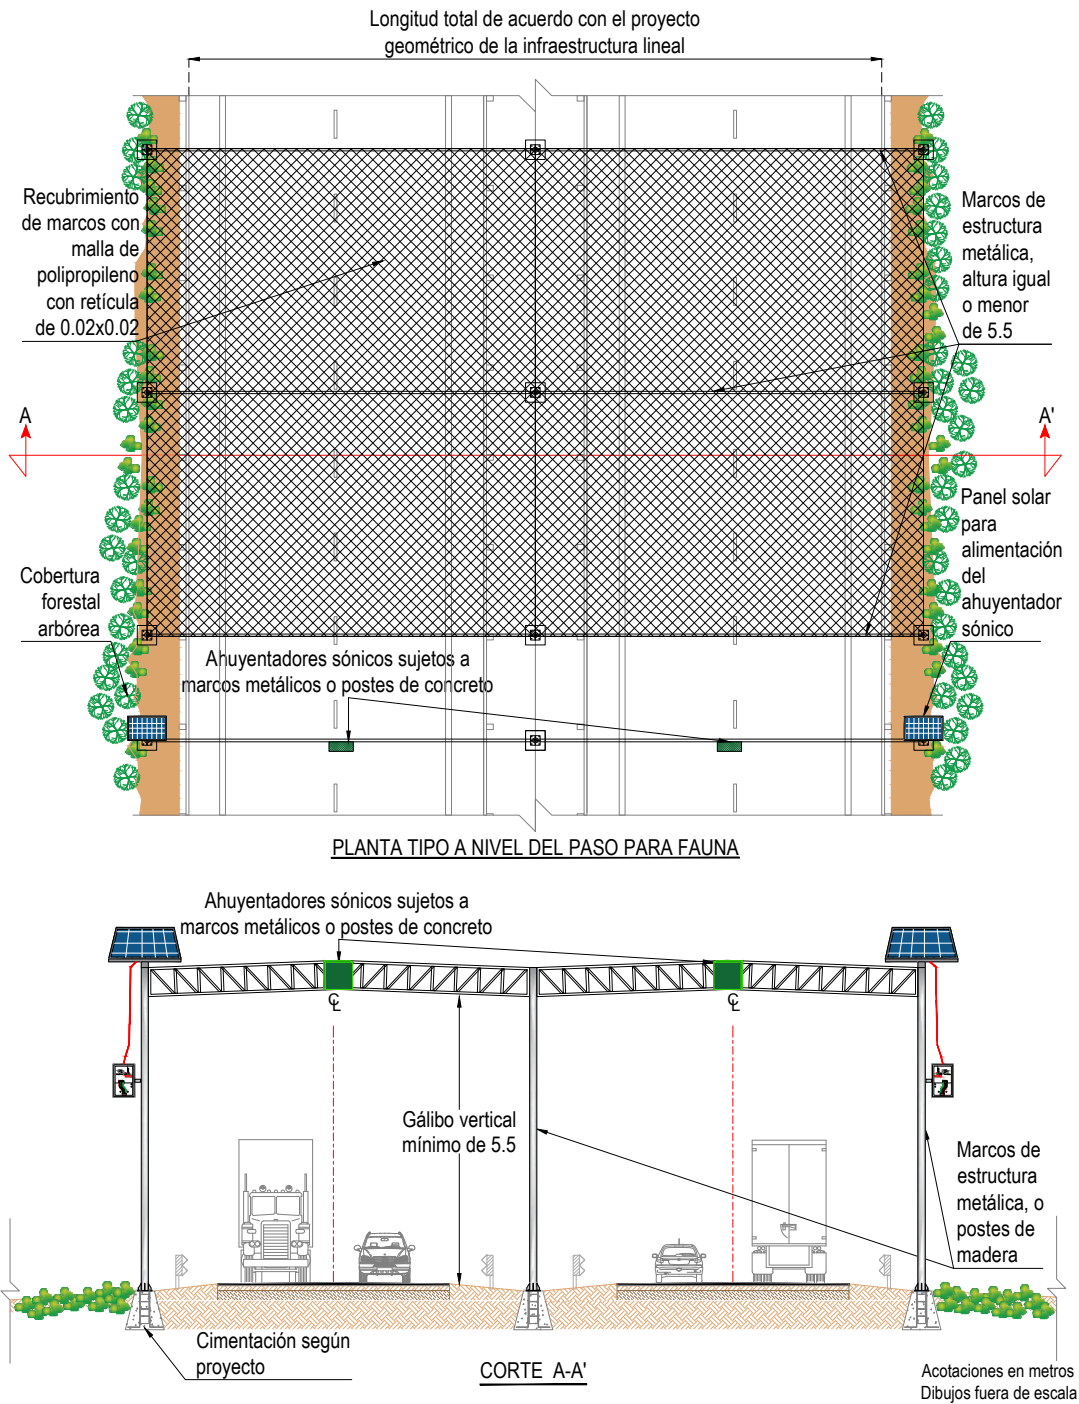 Longitud total de acuerdo con el proyecto
geométrico de la infraestructura lineal
Recubrimiento
de marcos con
malla de
polipropileno
con retícula
de 0.02x0.02
Marcos de
estructura
metálica,
altura igual
o menor
de 5.5
A
A'
Panel solar
para
alimentación
del
ahuyentador
sónico
Cobertura
forestal
arbórea
Ahuyentadores sónicos sujetos a
marcos metálicos o postes de concreto
PLANTA TIPO A NIVEL DEL PASO PARA FAUNA
Ahuyentadores sónicos sujetos a
marcos metálicos o postes de concreto
℄
℄
Gálibo vertical
mínimo de 5.5
Marcos de
estructura
metálica, o
postes de
madera
Cimentación según
proyecto
CORTE A-A'
Acotaciones en metros
Dibujos fuera de escala